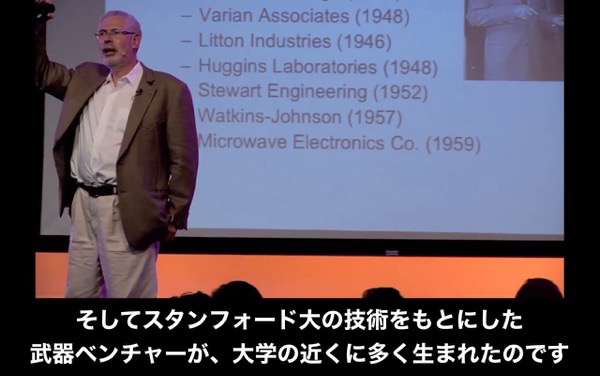 – Varian Associates (1948)
– Litton Industries (1946)
– Huggins Laboratories (1948)
Stewart Engineering (1952)
Watkins-Johnson (1957)
Microwave Electronics Co. (1959)
そしてスタンフォード大の技術をもとにした
武器ベンチャーが、大学の近くに多く生まれたのです